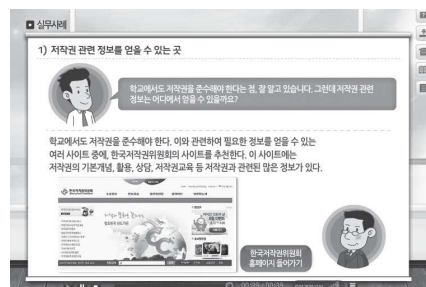 실무사례
1) 저작권 관련 정보를 얻을 수 있는 곳
학교에서도 저작권을 준수해야 한다는 점, 잘 알고 있습니다. 그런데 저작권 관련
정보는 어디에서 얻을 수 있을까요?
학교에서도 저작권을 준수해야 한다. 이와 관련하여 필요한 정보를 얻을 수 있는
여러 사이트 중에, 한국저작권위원회의 사이트를 추천한다. 이 사이트에는
저작권의 기본개념, 활용, 상담, 저작권교육 등 저작권과 관련된 많은 정보가 있다.
한국저작권위원회
한국저작권위원회
홈페이지 들어가기